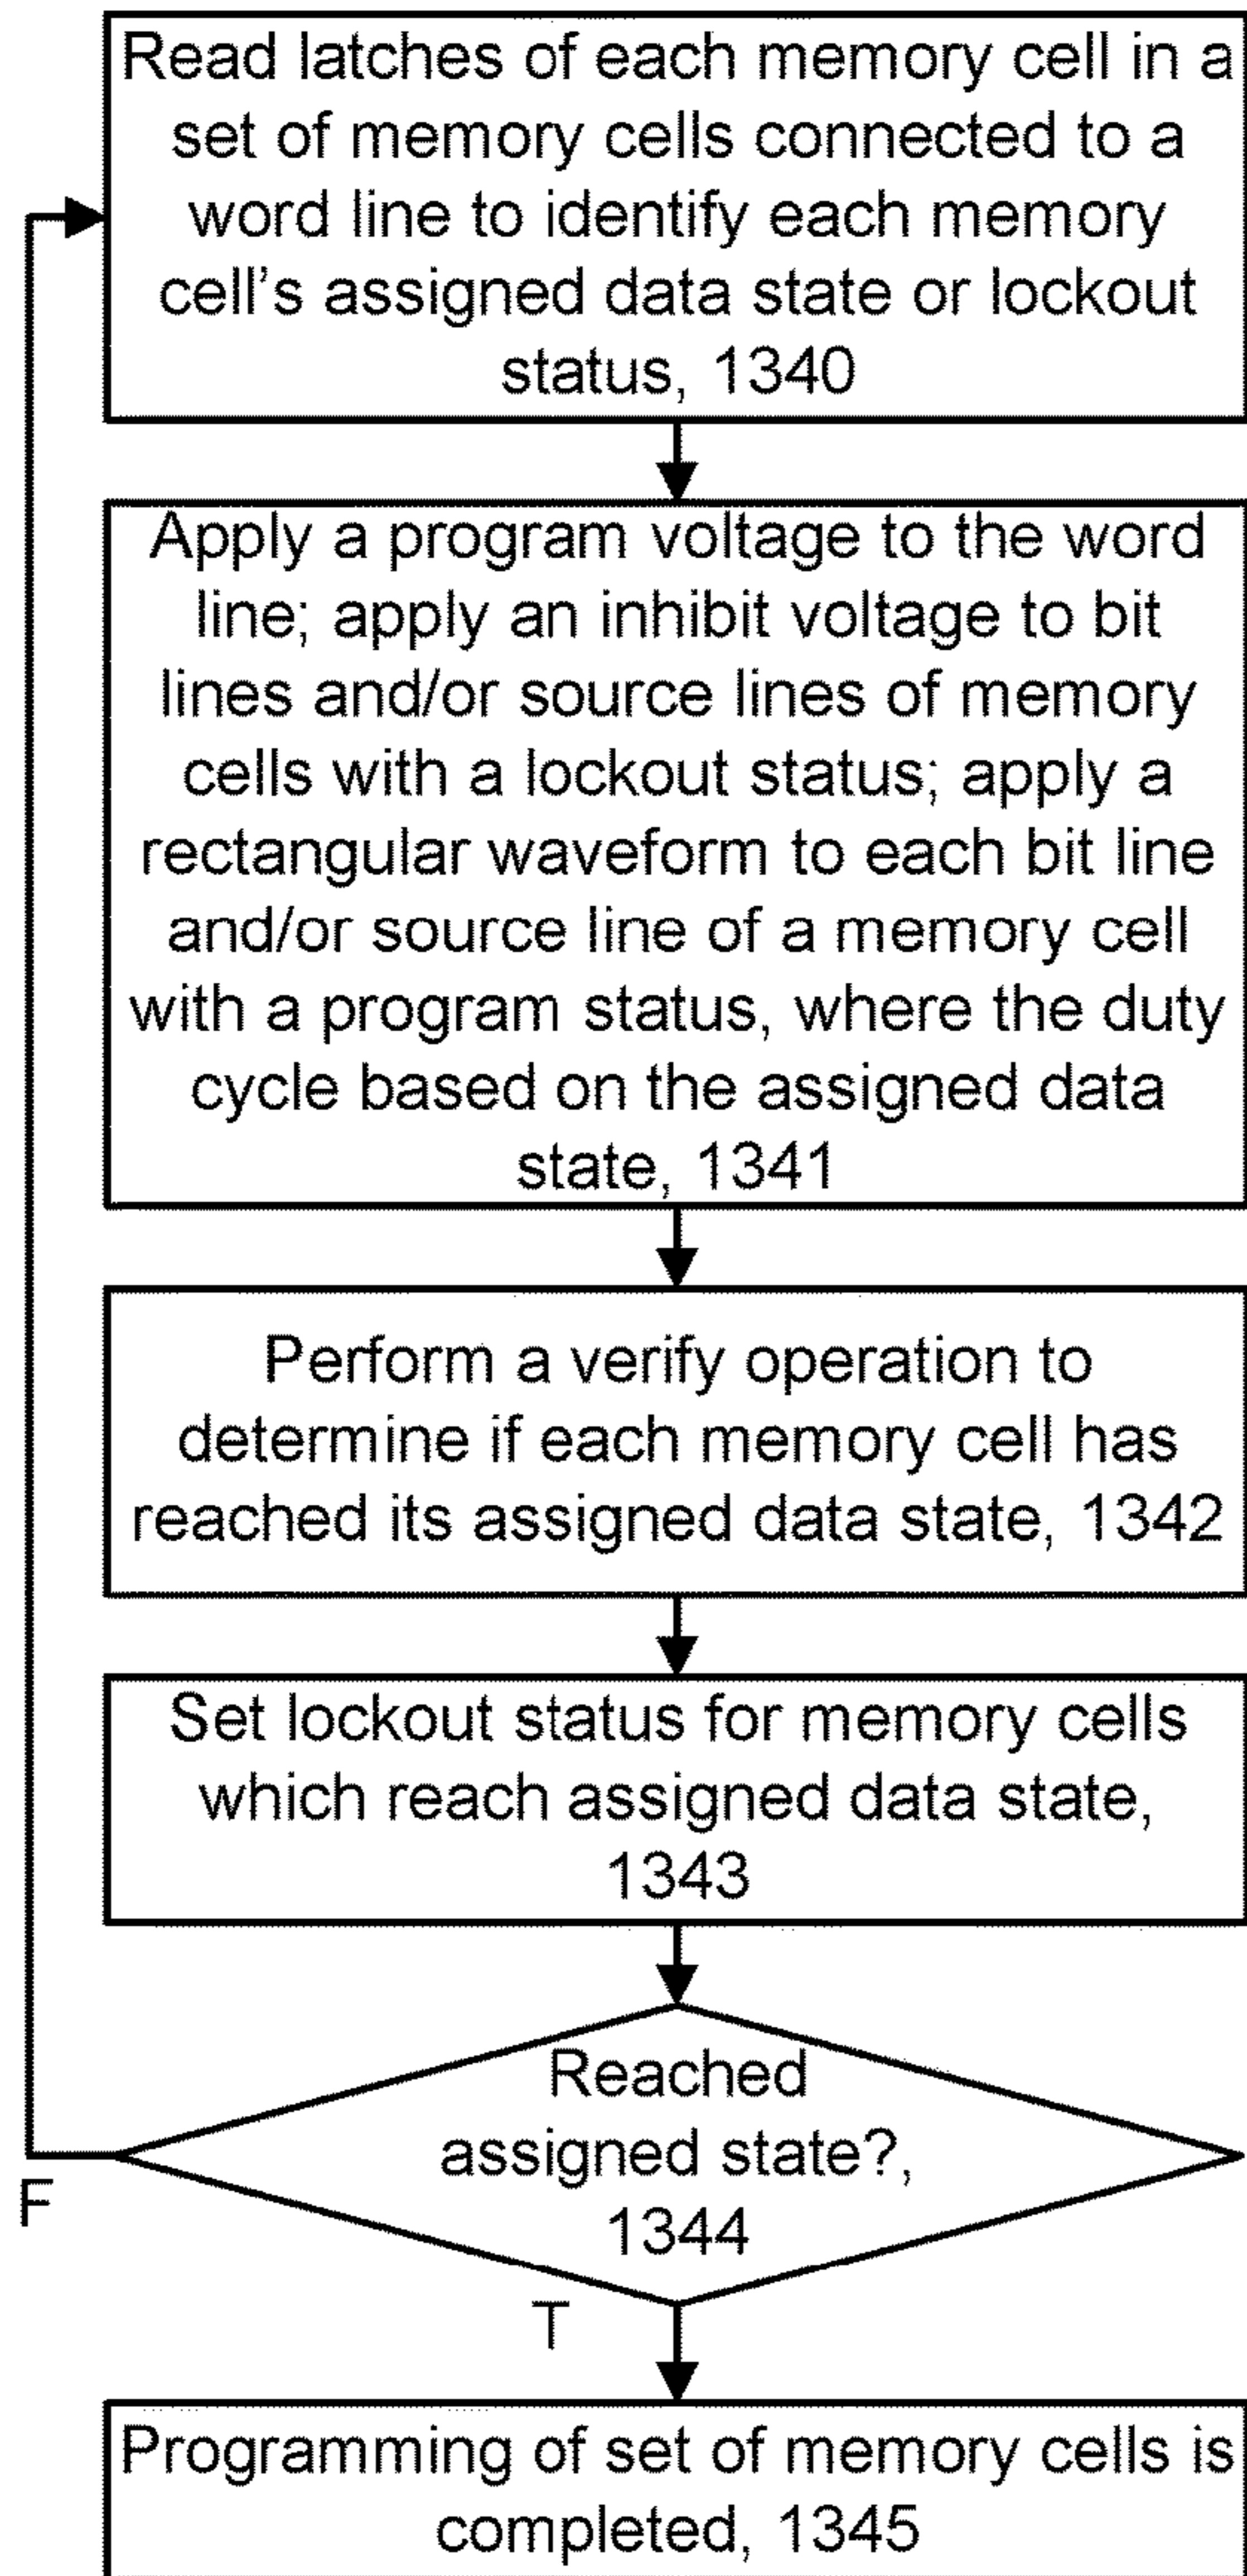 Read latches of each memory cell in a
set of memory cells connected to a
word line to identify each memory
cell's assigned data state or lockout
status, 1340
Apply a program voltage to the word
line; apply an inhibit voltage to bit
lines and/or source lines of memory
cells with a lockout status; apply a
rectangular waveform to each bit line
and/or source line of a memory cell
with a program status, where the duty
cycle based on the assigned data
state, 1341
Perform a verify operation to
determine if each memory cell has
reached its assigned data state, 1342
Set lockout status for memory cells
which reach assigned data state,
1343
Reached
assigned state?,
1344
F
T
Programming of set of memory cells is
completed, 1345